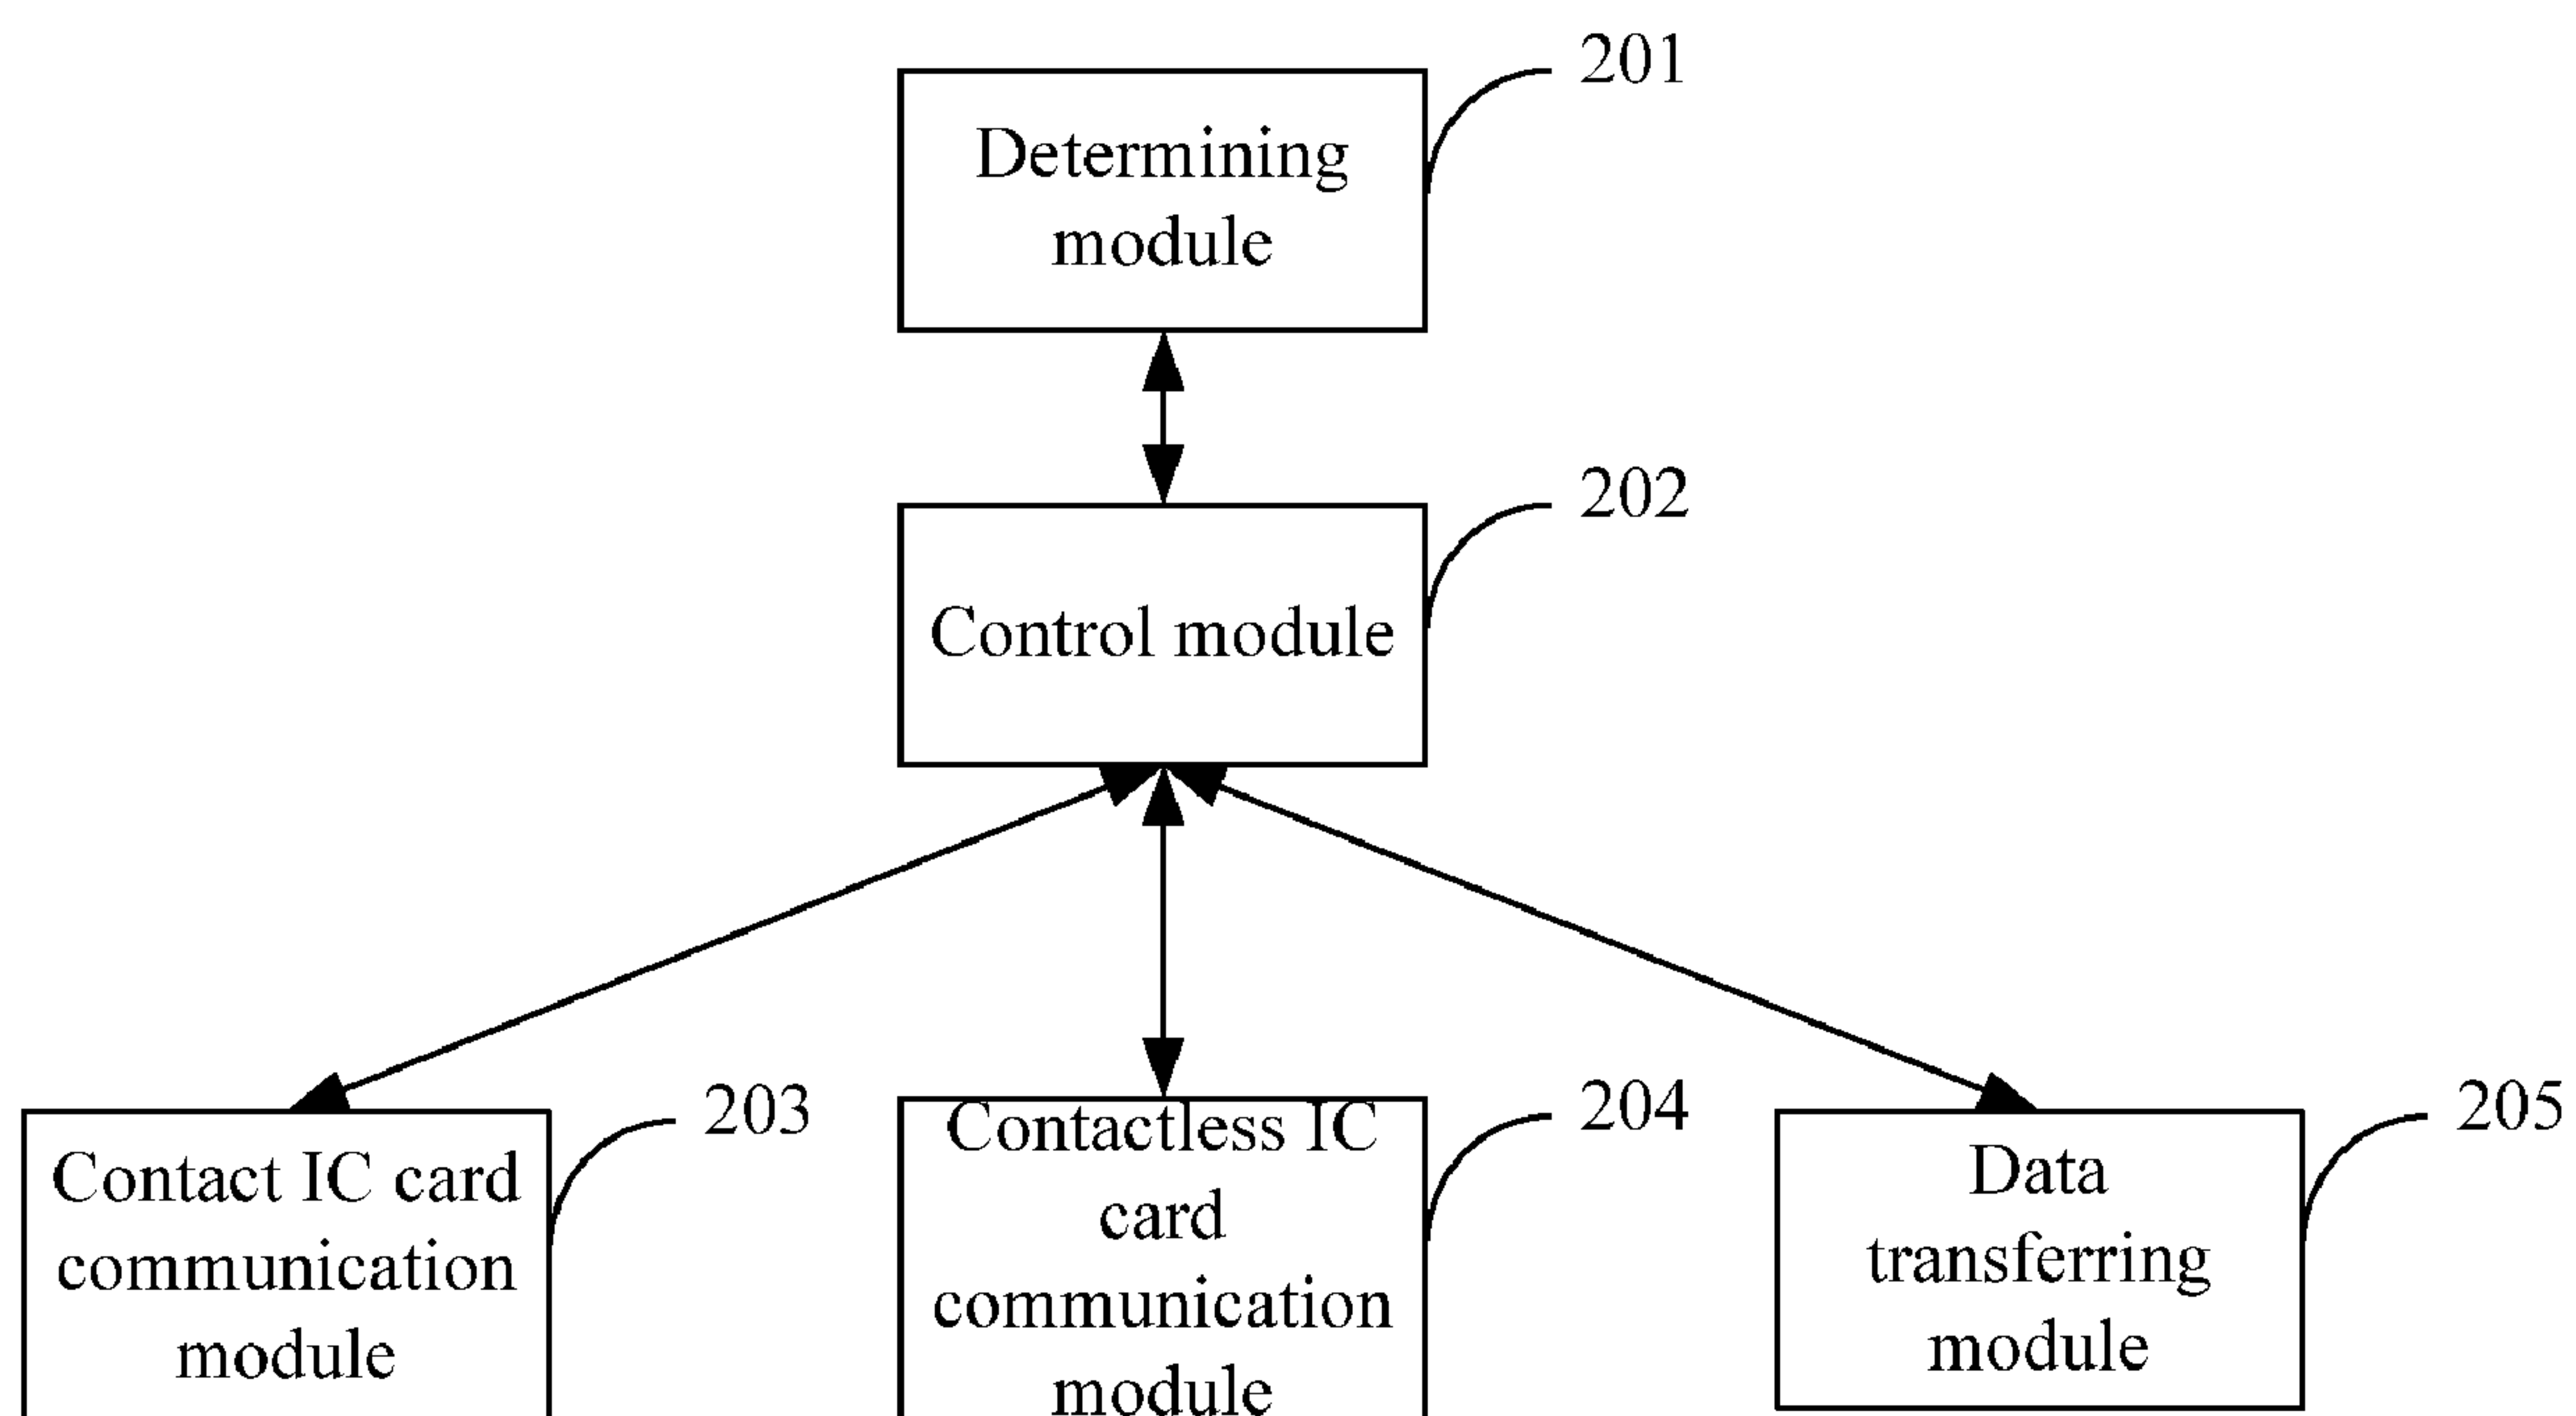 201
Determining
module
202
Control module
203
Contact IC card
communication
module
204
Contactless IC
card
communication
module
205
Data
transferring
module